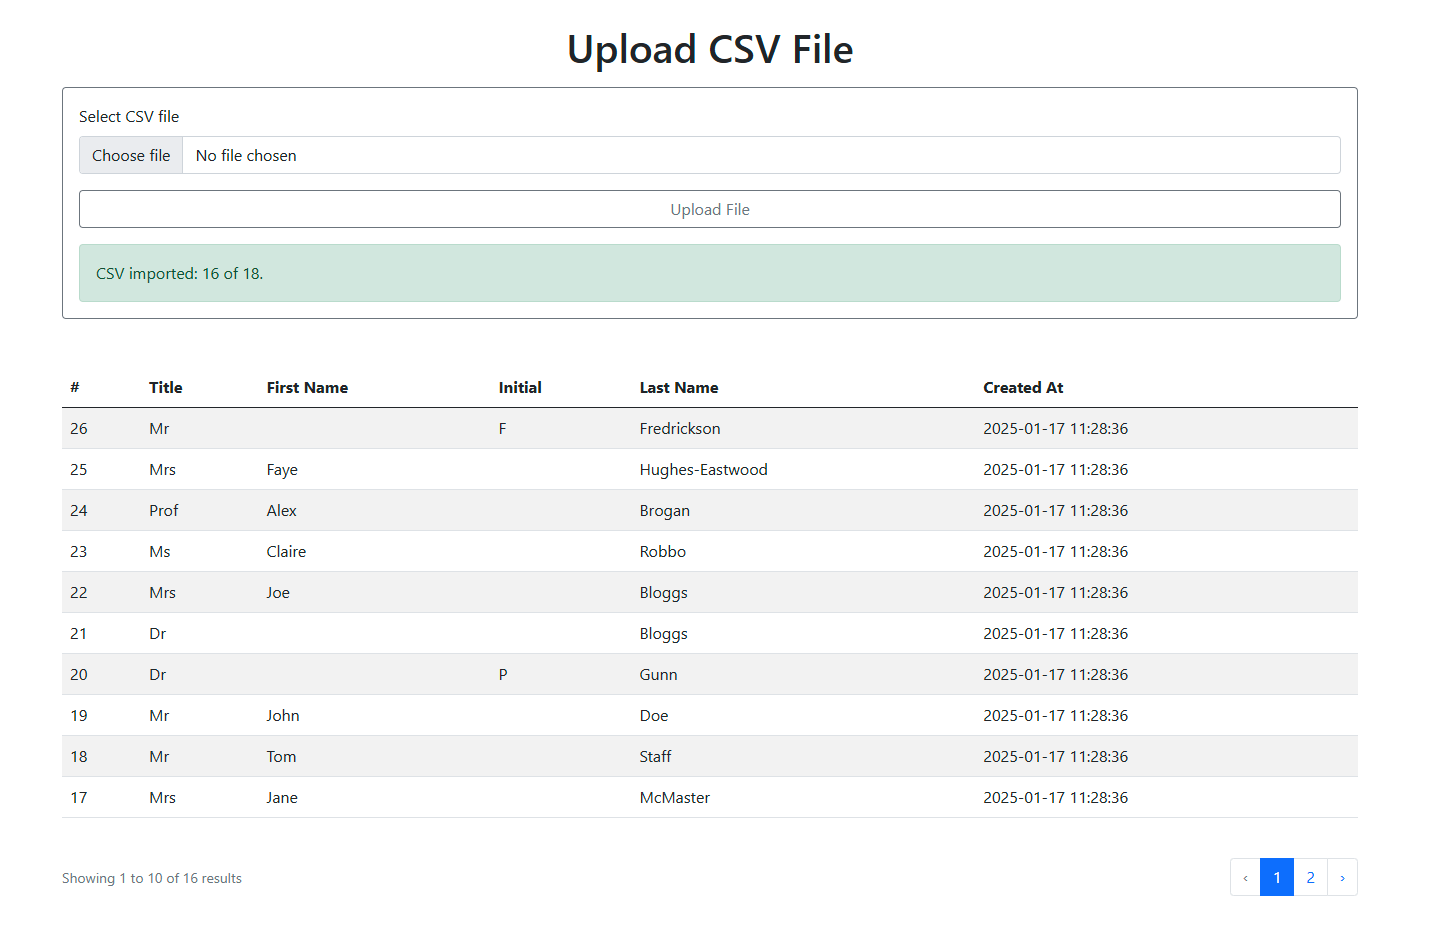 Upload CSV File
Select CSV file
Choose file No file chosen
Upload File
CSV imported: 16 of 18.
# Title First Name Initial Last Name Created At
26 Mr F Fredrickson 2025-01-17 11:28:36
25 Mrs Faye Hughes-Eastwood 2025-01-17 11:28:36
24 Prof Alex Brogan 2025-01-17 11:28:36
23 Ms Claire Robbo 2025-01-17 11:28:36
22 Mrs Joe Bloggs 2025-01-17 11:28:36
21 Dr Bloggs 2025-01-17 11:28:36
20 Dr P Gunn 2025-01-17 11:28:36
19 Mr John Doe 2025-01-17 11:28:36
18 Mr Tom Staff 2025-01-17 11:28:36
17 Mrs Jane McMaster 2025-01-17 11:28:36
Showing 1 to 10 of 16 results ‹ 1 2 ›